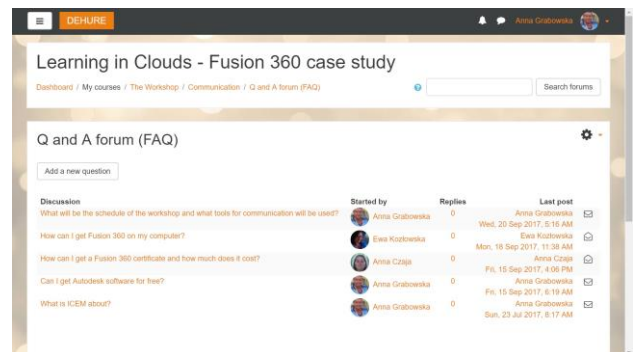 DEHURE
Anna Grabowska
Learning in Clouds - Fusion 360 case study
Dashboard / My courses / The Workshop / Communication / Q and A forum (FAQ)
Search forums
Q and A forum (FAQ)
Add a new question
Discussion Started by Replies Last post
What will be the schedule of the workshop and what tools for communication will be used? Anna Grabowska 0 Anna Grabowska
Wed, 20 Sep 2017, 5:16 AM
How can I get Fusion 360 on my computer? Ewa Kozłowska 0 Ewa Kozłowska
Mon, 18 Sep 2017, 11:38 AM
How can I get a Fusion 360 certificate and how much does it cost? Anna Czaja 0 Anna Czaja
Fri, 15 Sep 2017, 4:06 PM
Can I get Autodesk software for free? Anna Grabowska 0 Anna Grabowska
Fri, 15 Sep 2017, 6:19 AM
What is ICEM about? Anna Grabowska 0 Anna Grabowska
Sun, 23 Jul 2017, 8:17 AM